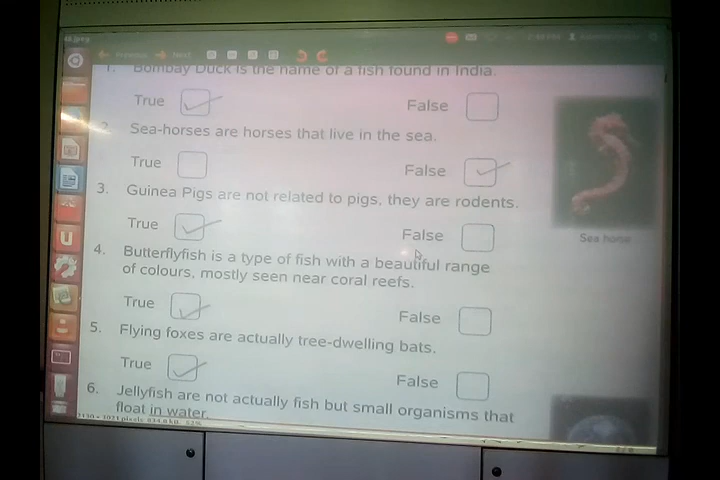 1. Bombay Duck is the name of a fish found in India.
True False
2. Sea-horses are horses that live in the sea.
True False
3. Guinea Pigs are not related to pigs, they are rodents.
True False
Sea horse
4. Butterflyfish is a type of fish with a beautiful range
of colours, mostly seen near coral reefs.
True False
5. Flying foxes are actually tree-dwelling bats.
True False
6. Jellyfish are not actually fish but small organisms that
float in water.